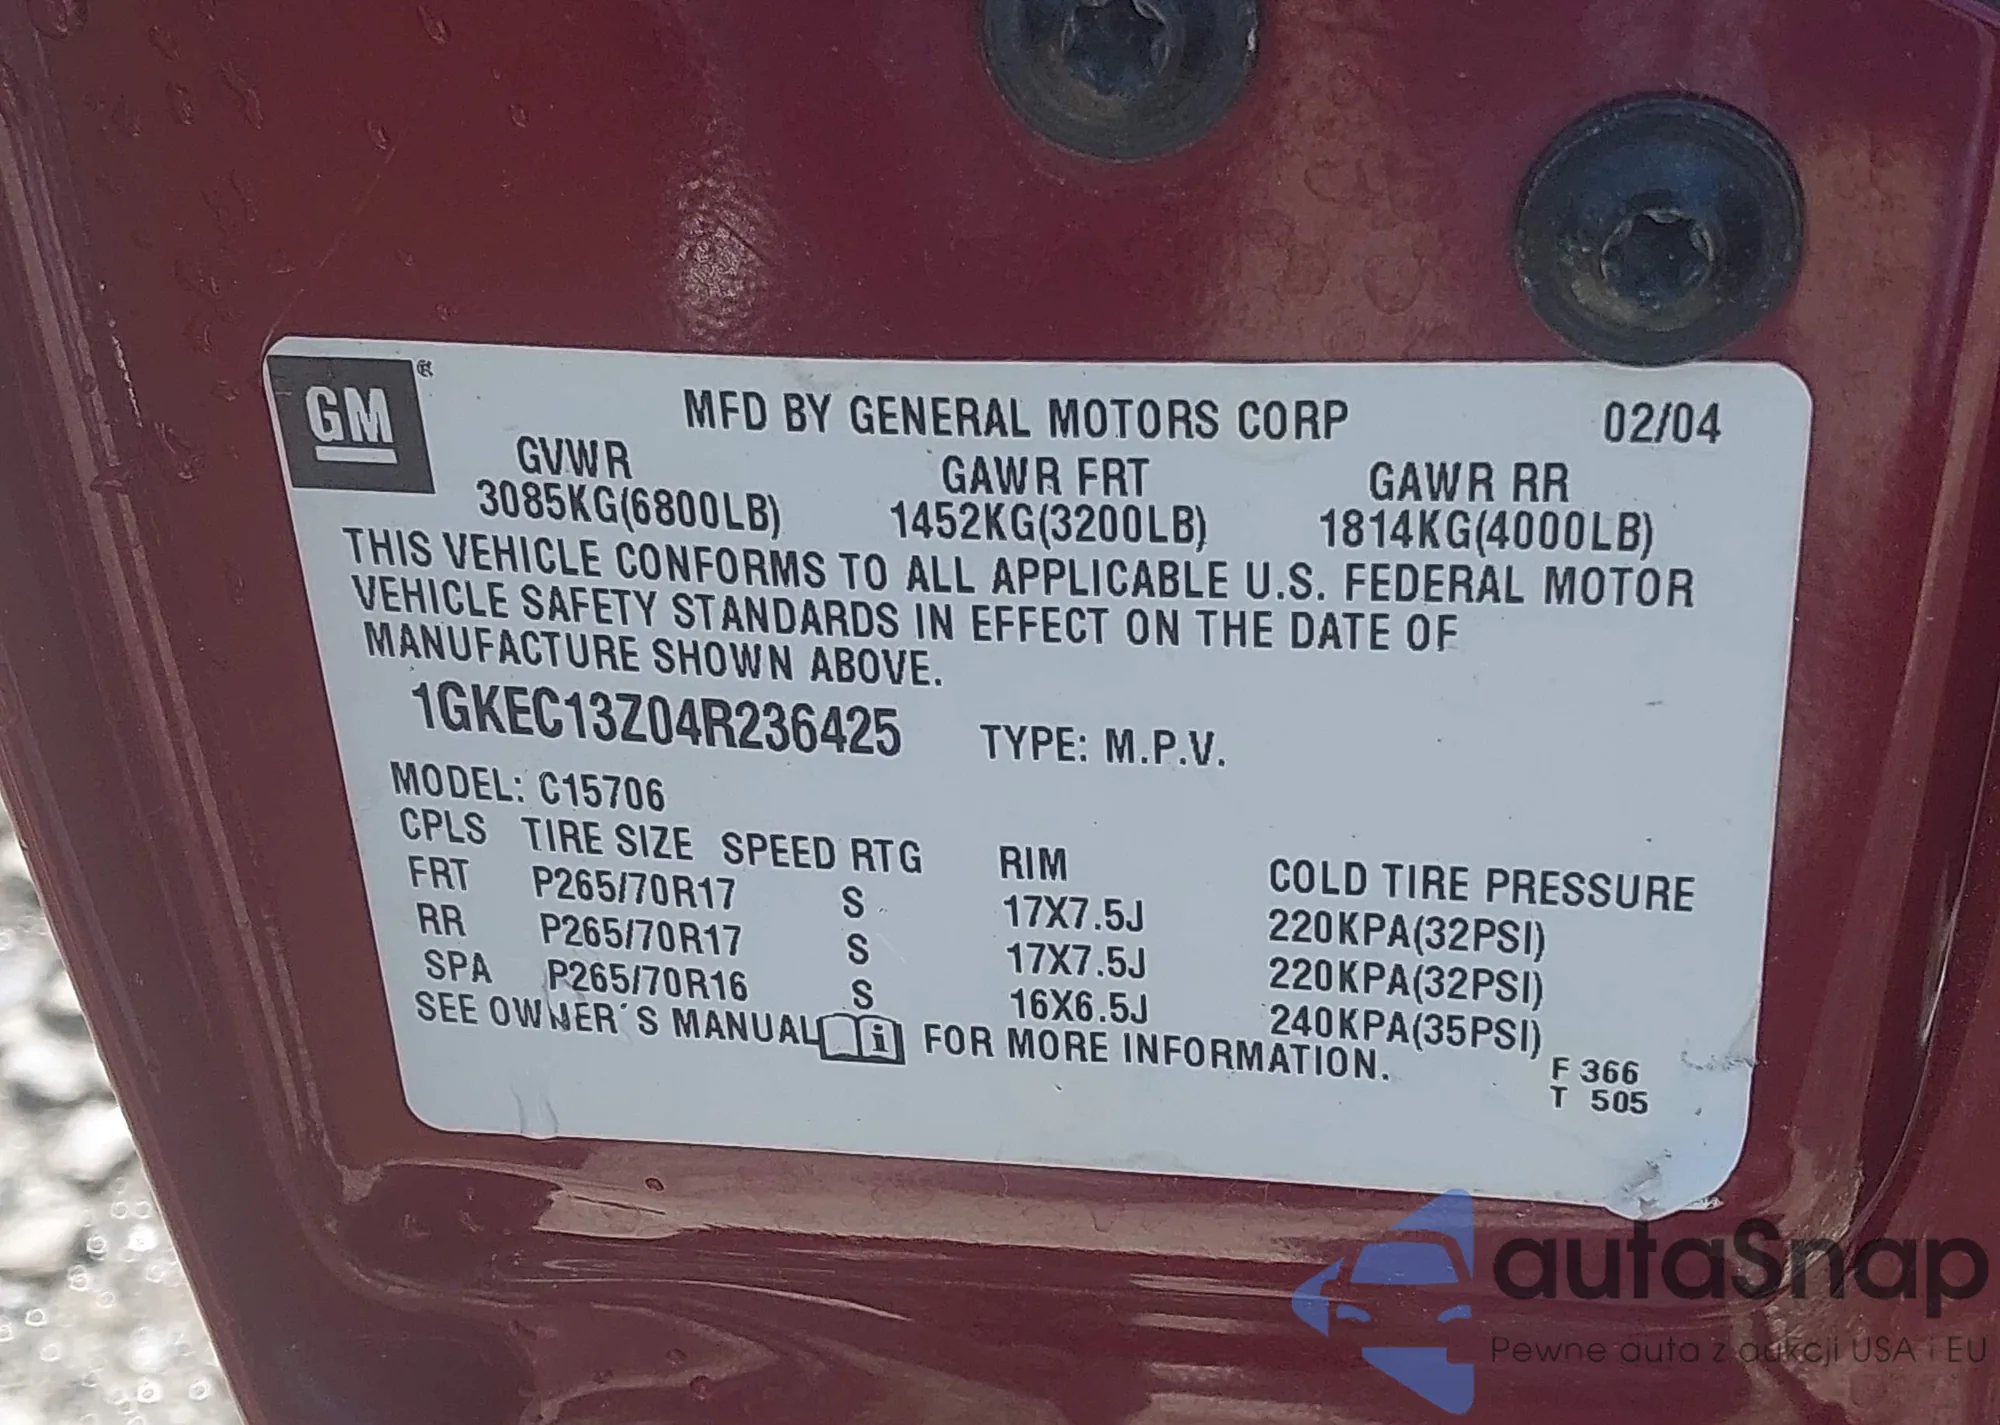 GM ®
MFD BY GENERAL MOTORS CORP 02/04
GVWR GAWR FRT GAWR RR
3085KG(6800LB) 1452KG(3200LB) 1814KG(4000LB)
THIS VEHICLE CONFORMS TO ALL APPLICABLE U.S. FEDERAL MOTOR
VEHICLE SAFETY STANDARDS IN EFFECT ON THE DATE OF
MANUFACTURE SHOWN ABOVE.
1GKEC13Z04R236425 TYPE: M.P.V.
MODEL: C15706
CPLS TIRE SIZE SPEED RTG RIM COLD TIRE PRESSURE
FRT P265/70R17 S 17X7.5J 220KPA(32PSI)
RR P265/70R17 S 17X7.5J 220KPA(32PSI)
SPA P265/70R16 S 16X6.5J 240KPA(35PSI)
SEE OWNER'S MANUAL i FOR MORE INFORMATION.
F 366
T 505
autaSnap
Pewne auta z aukcji USA i EU